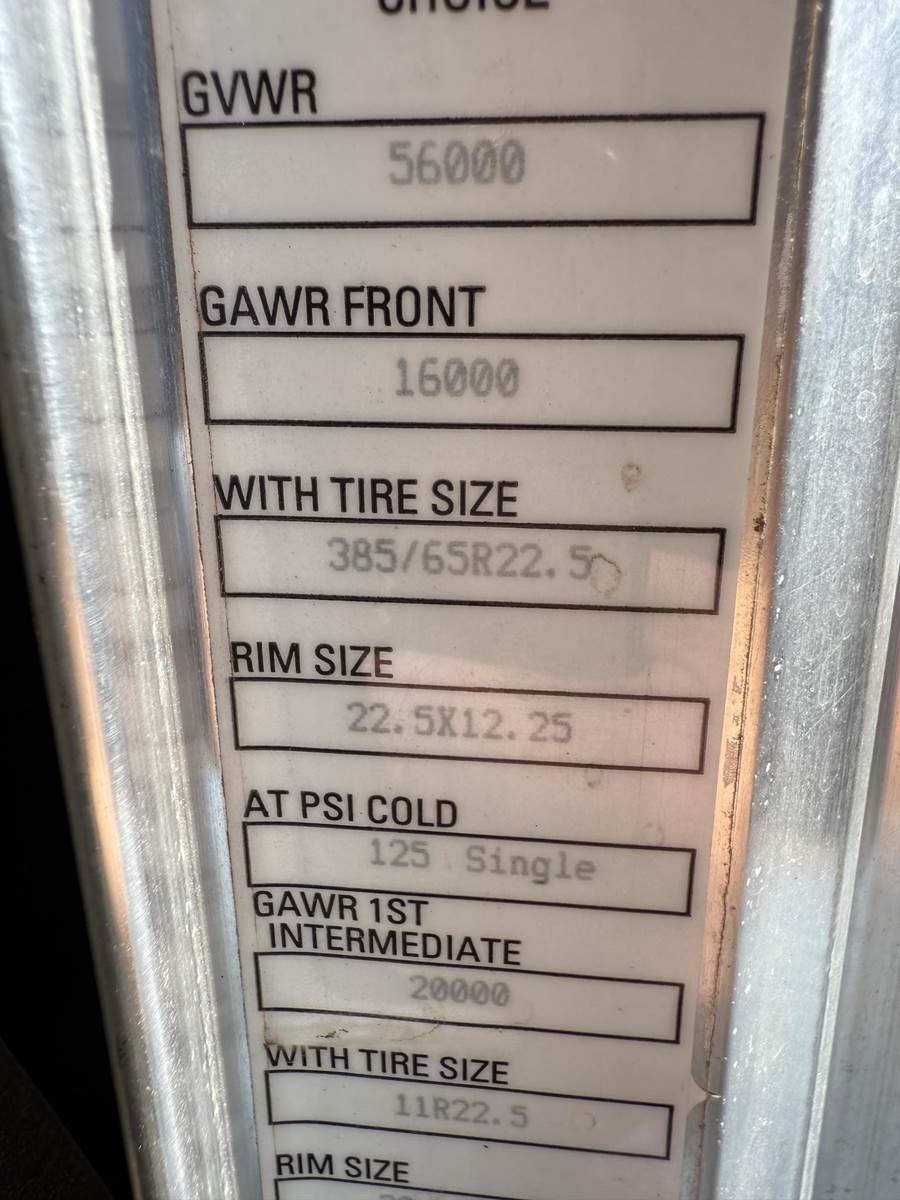 CHOICE
GVWR
56000
GAWR FRONT
16000
WITH TIRE SIZE
385/65R22.5
RIM SIZE
22.5X12.25
AT PSI COLD
125 Single
GAWR 1ST
INTERMEDIATE
20000
WITH TIRE SIZE
11R22.5
RIM SIZE